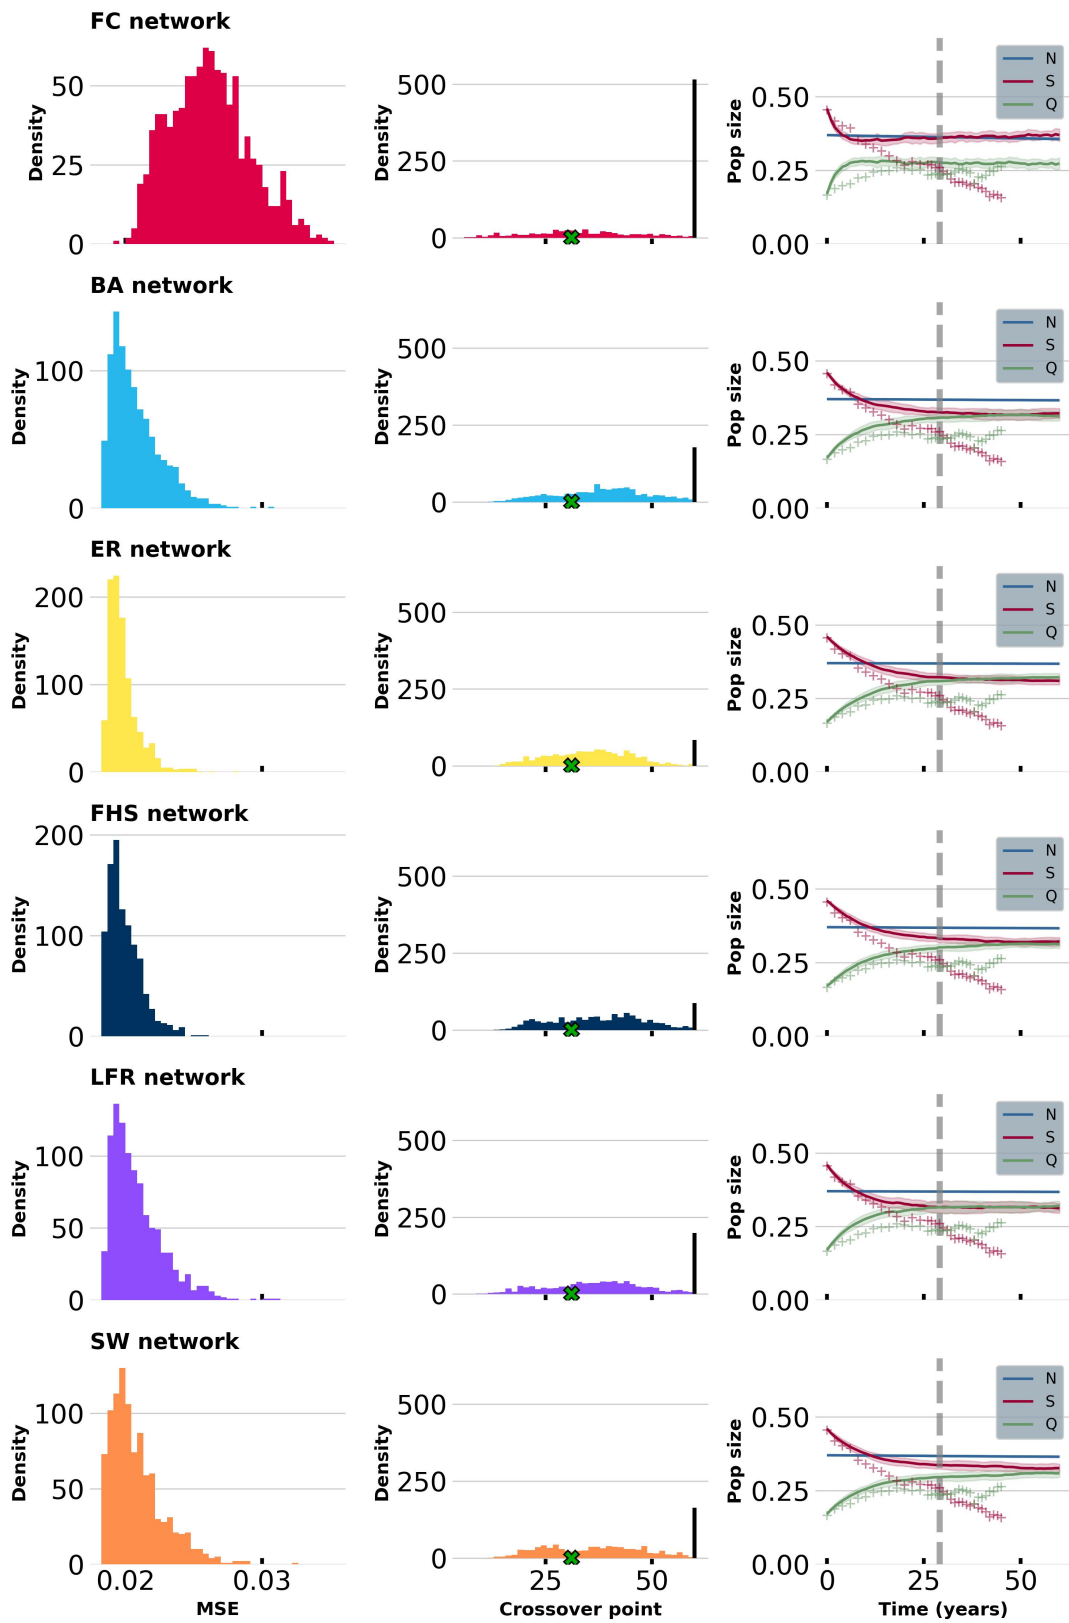 FC network
Density
50
25
0
Density
500
250
0
Pop size
0.50
0.25
0.00
N
S
Q
BA network
Density
100
0
Density
500
250
0
Pop size
0.50
0.25
0.00
N
S
Q
ER network
Density
200
100
0
Density
500
250
0
Pop size
0.50
0.25
0.00
N
S
Q
FHS network
Density
200
100
0
Density
500
250
0
Pop size
0.50
0.25
0.00
N
S
Q
LFR network
Density
100
50
0
Density
500
250
0
Pop size
0.50
0.25
0.00
N
S
Q
SW network
Density
100
50
0
0.02 0.03
MSE
Density
500
250
0
25 50
Crossover point
Pop size
0.50
0.25
0.00
N
S
Q
0 25 50
Time (years)